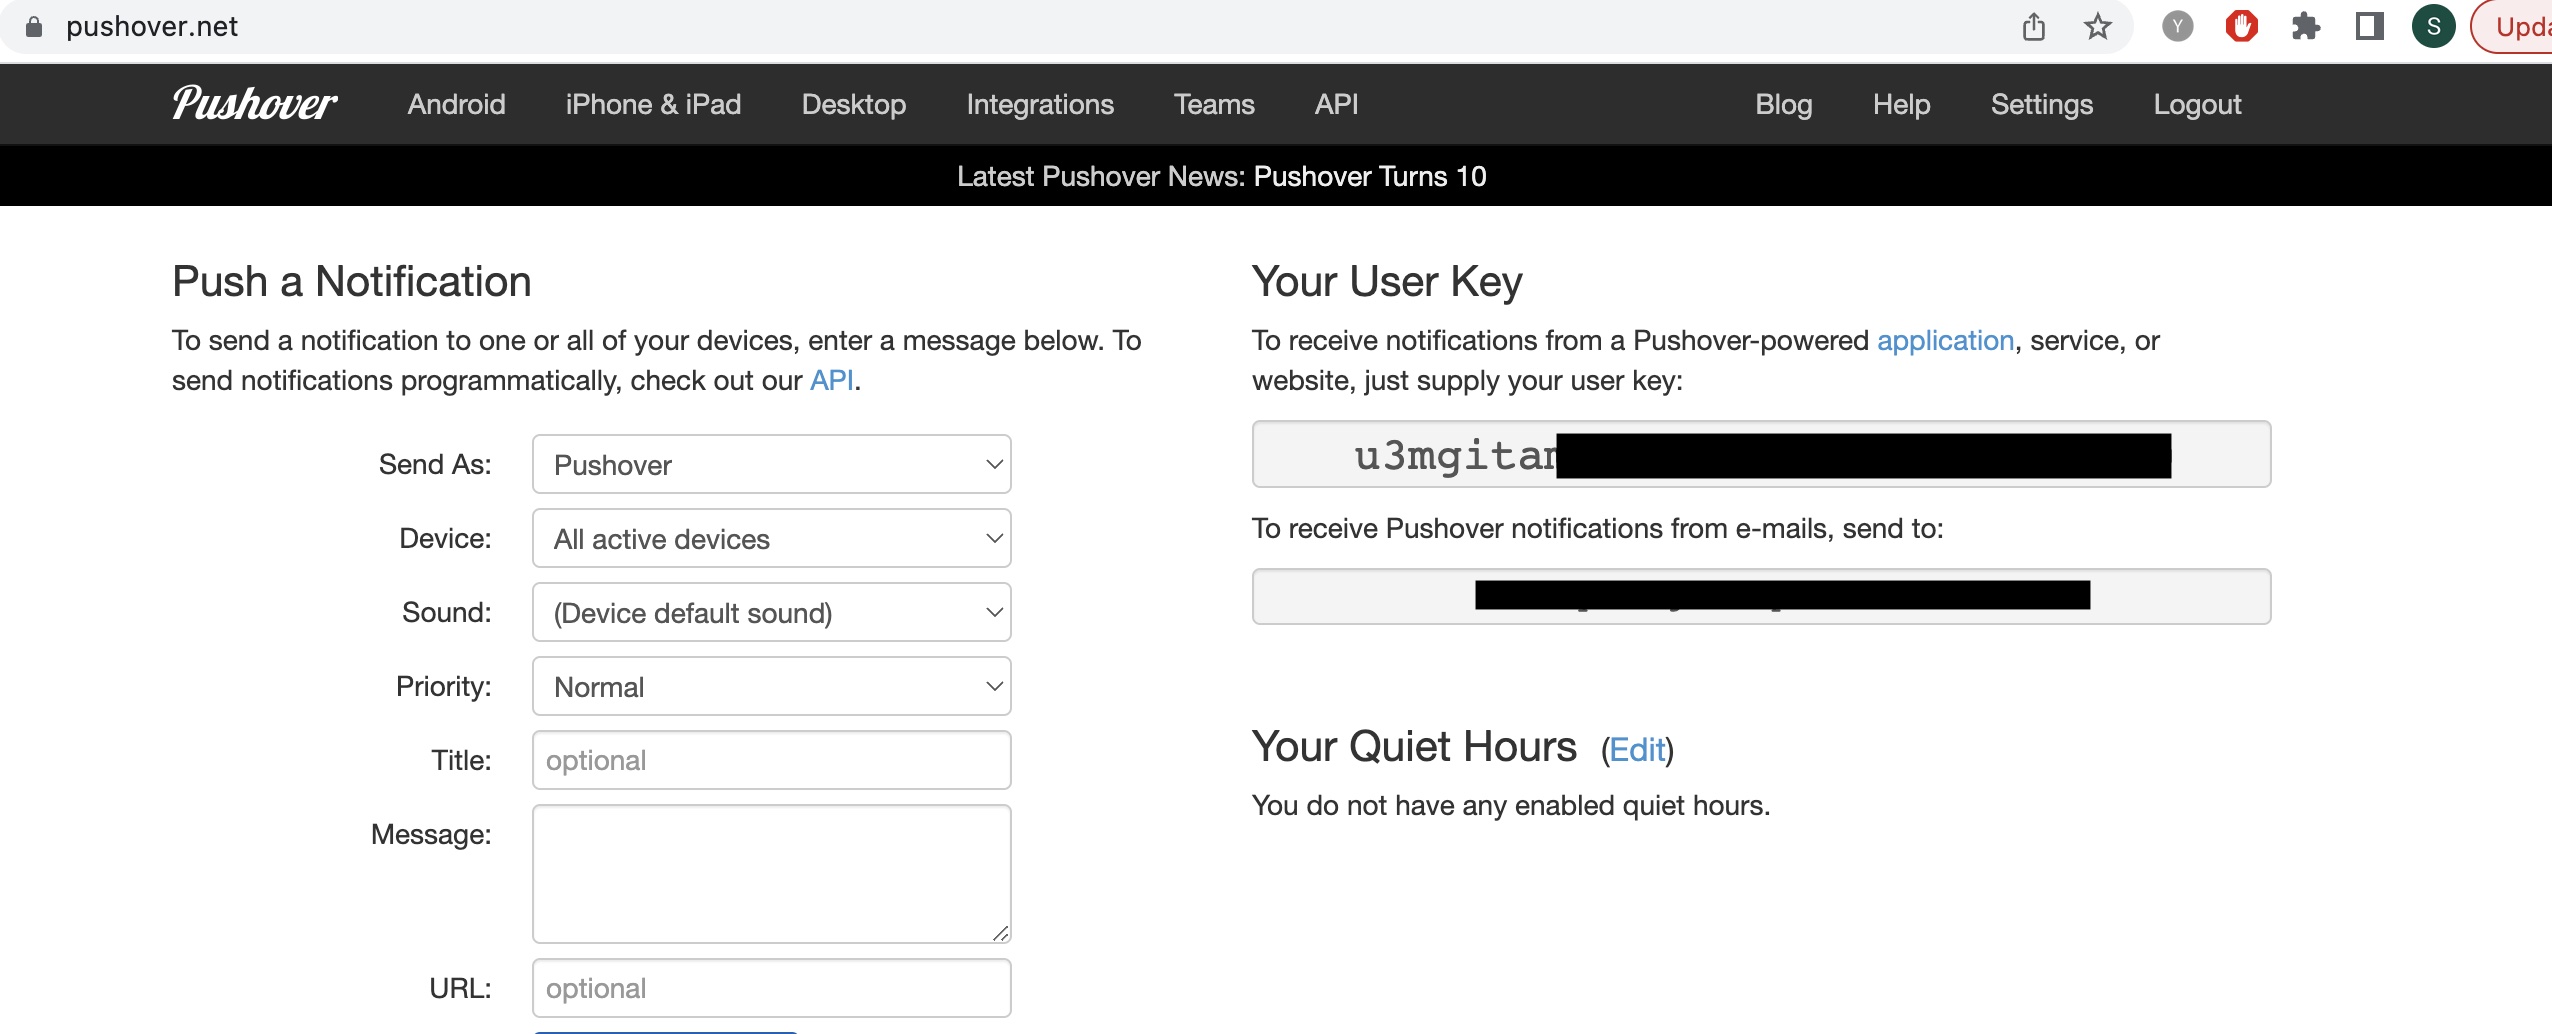 pushover.net
Y
S
Pushover Android iPhone & iPad Desktop Integrations Teams API Blog Help Settings Logout
Latest Pushover News: Pushover Turns 10
Push a Notification
To send a notification to one or all of your devices, enter a message below. To
send notifications programmatically, check out our API.
Send As: Pushover
Device: All active devices
Sound: (Device default sound)
Priority: Normal
Title: optional
Message:
URL: optional
Your User Key
To receive notifications from a Pushover-powered application, service, or
website, just supply your user key:
To receive Pushover notifications from e-mails, send to:
Your Quiet Hours (Edit)
You do not have any enabled quiet hours.